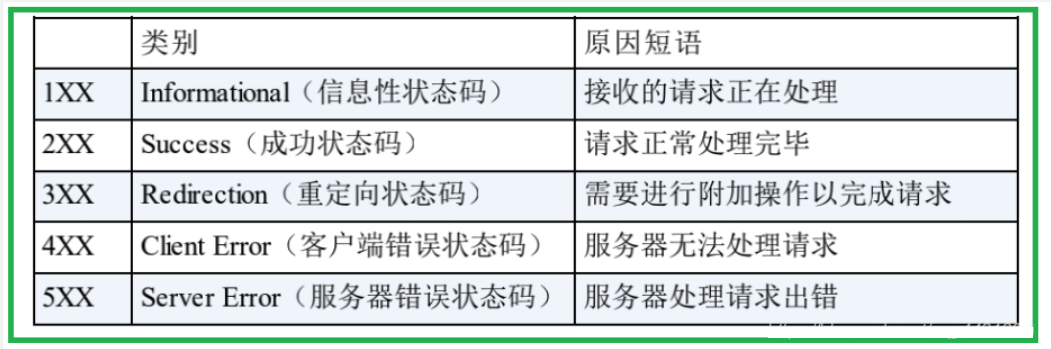 类别 原因短语
1XX Informational（信息性状态码） 接收的请求正在处理
2XX Success（成功状态码） 请求正常处理完毕
3XX Redirection（重定向状态码） 需要进行附加操作以完成请求
4XX Client Error（客户端错误状态码） 服务器无法处理请求
5XX Server Error（服务器错误状态码） 服务器处理请求出错